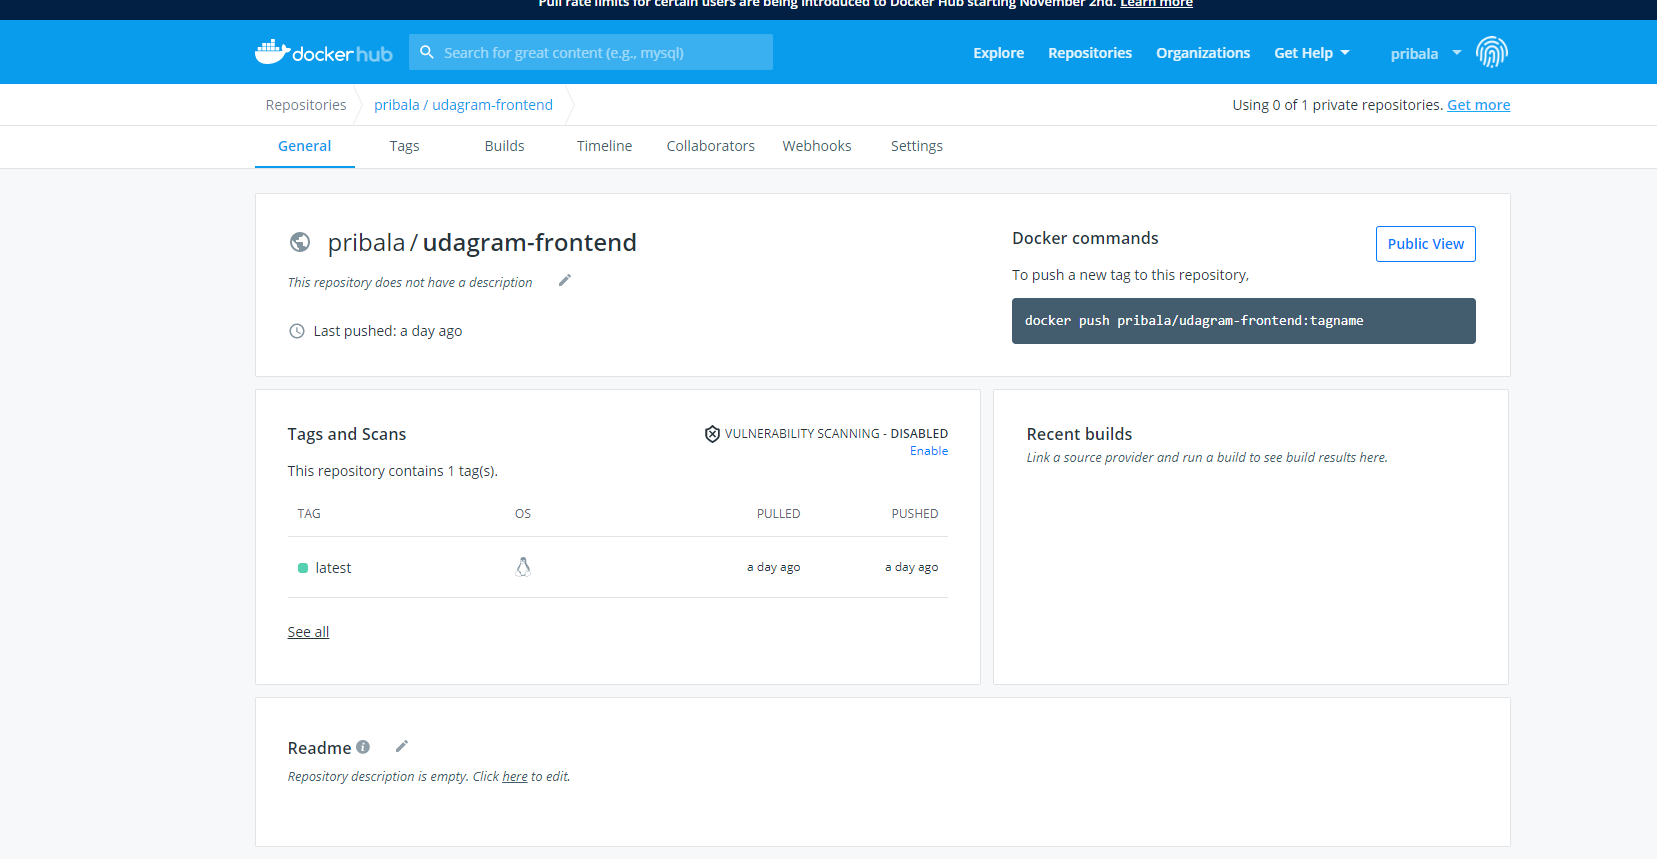 Pull rate limits for certain users are being introduced to Docker Hub starting November 2nd. Learn more
docker hub
Search for great content (e.g., mysql)
Explore
Repositories
Organizations
Get Help
pribala
Repositories
pribala / udagram-frontend
Using 0 of 1 private repositories. Get more
General
Tags
Builds
Timeline
Collaborators
Webhooks
Settings
pribala / udagram-frontend
This repository does not have a description
Last pushed: a day ago
Docker commands
Public View
To push a new tag to this repository,
docker push pribala/udagram-frontend:tagname
Tags and Scans
VULNERABILITY SCANNING - DISABLED
Enable
This repository contains 1 tag(s).
TAG OS PULLED PUSHED
latest a day ago a day ago
See all
Recent builds
Link a source provider and run a build to see build results here.
Readme
Repository description is empty. Click here to edit.